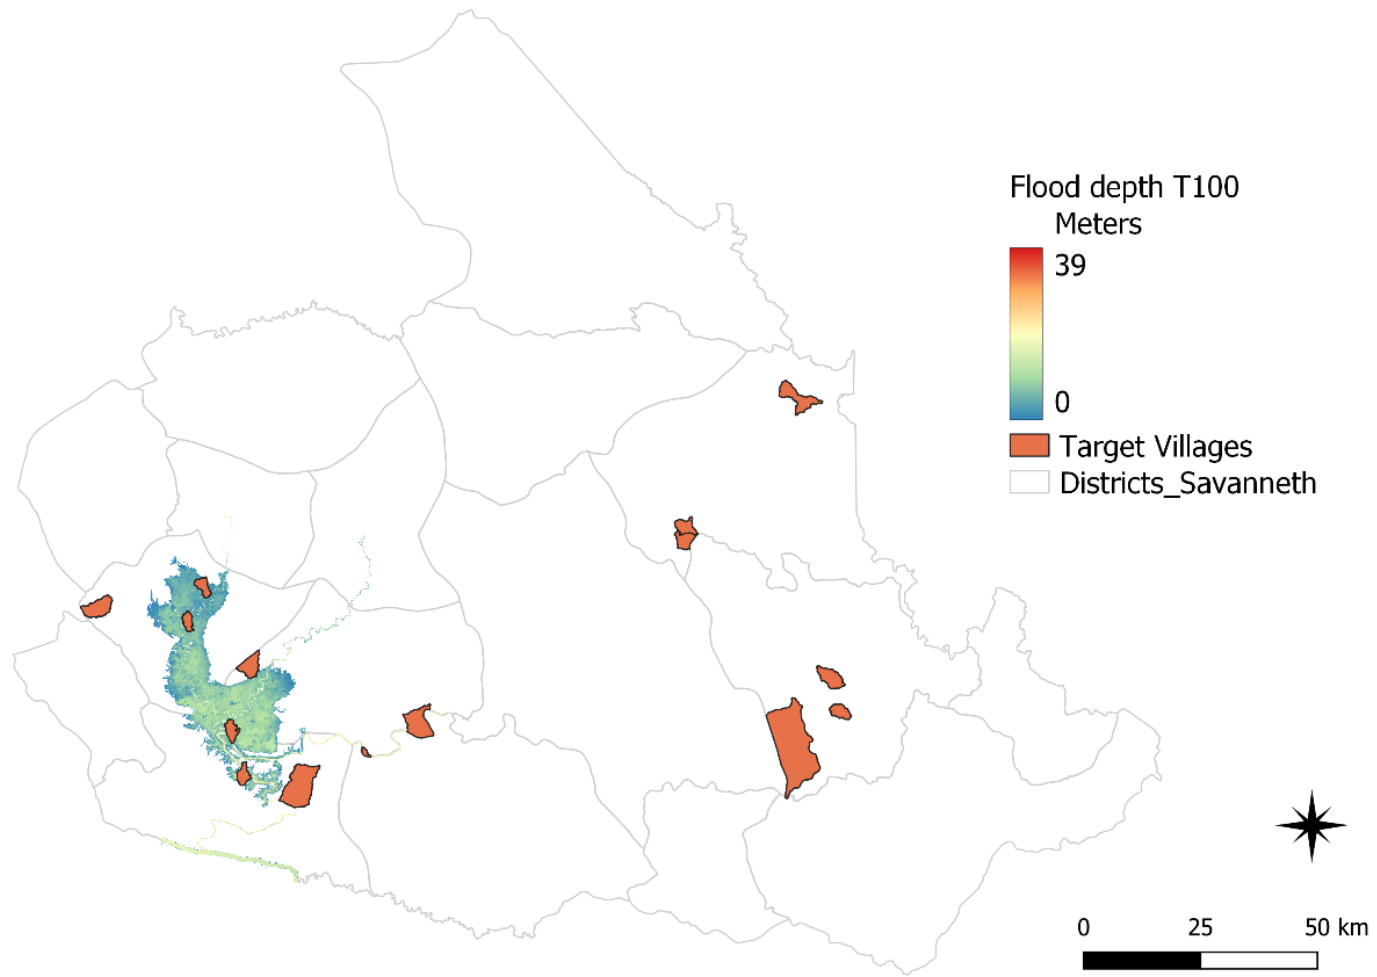 Flood depth T100
Meters
39
0
Target Villages
Districts_Savanneth
0 25 50 km